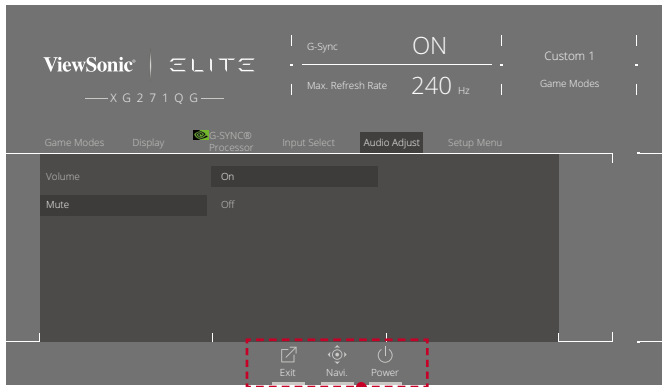 ViewSonic® ELITE
XG271QG
G-Sync ON
Max. Refresh Rate 240 Hz
Custom 1
Game Modes
Game Modes Display G-SYNC® Processor Input Select Audio Adjust Setup Menu
Volume On
Mute Off
Exit Navi. Power